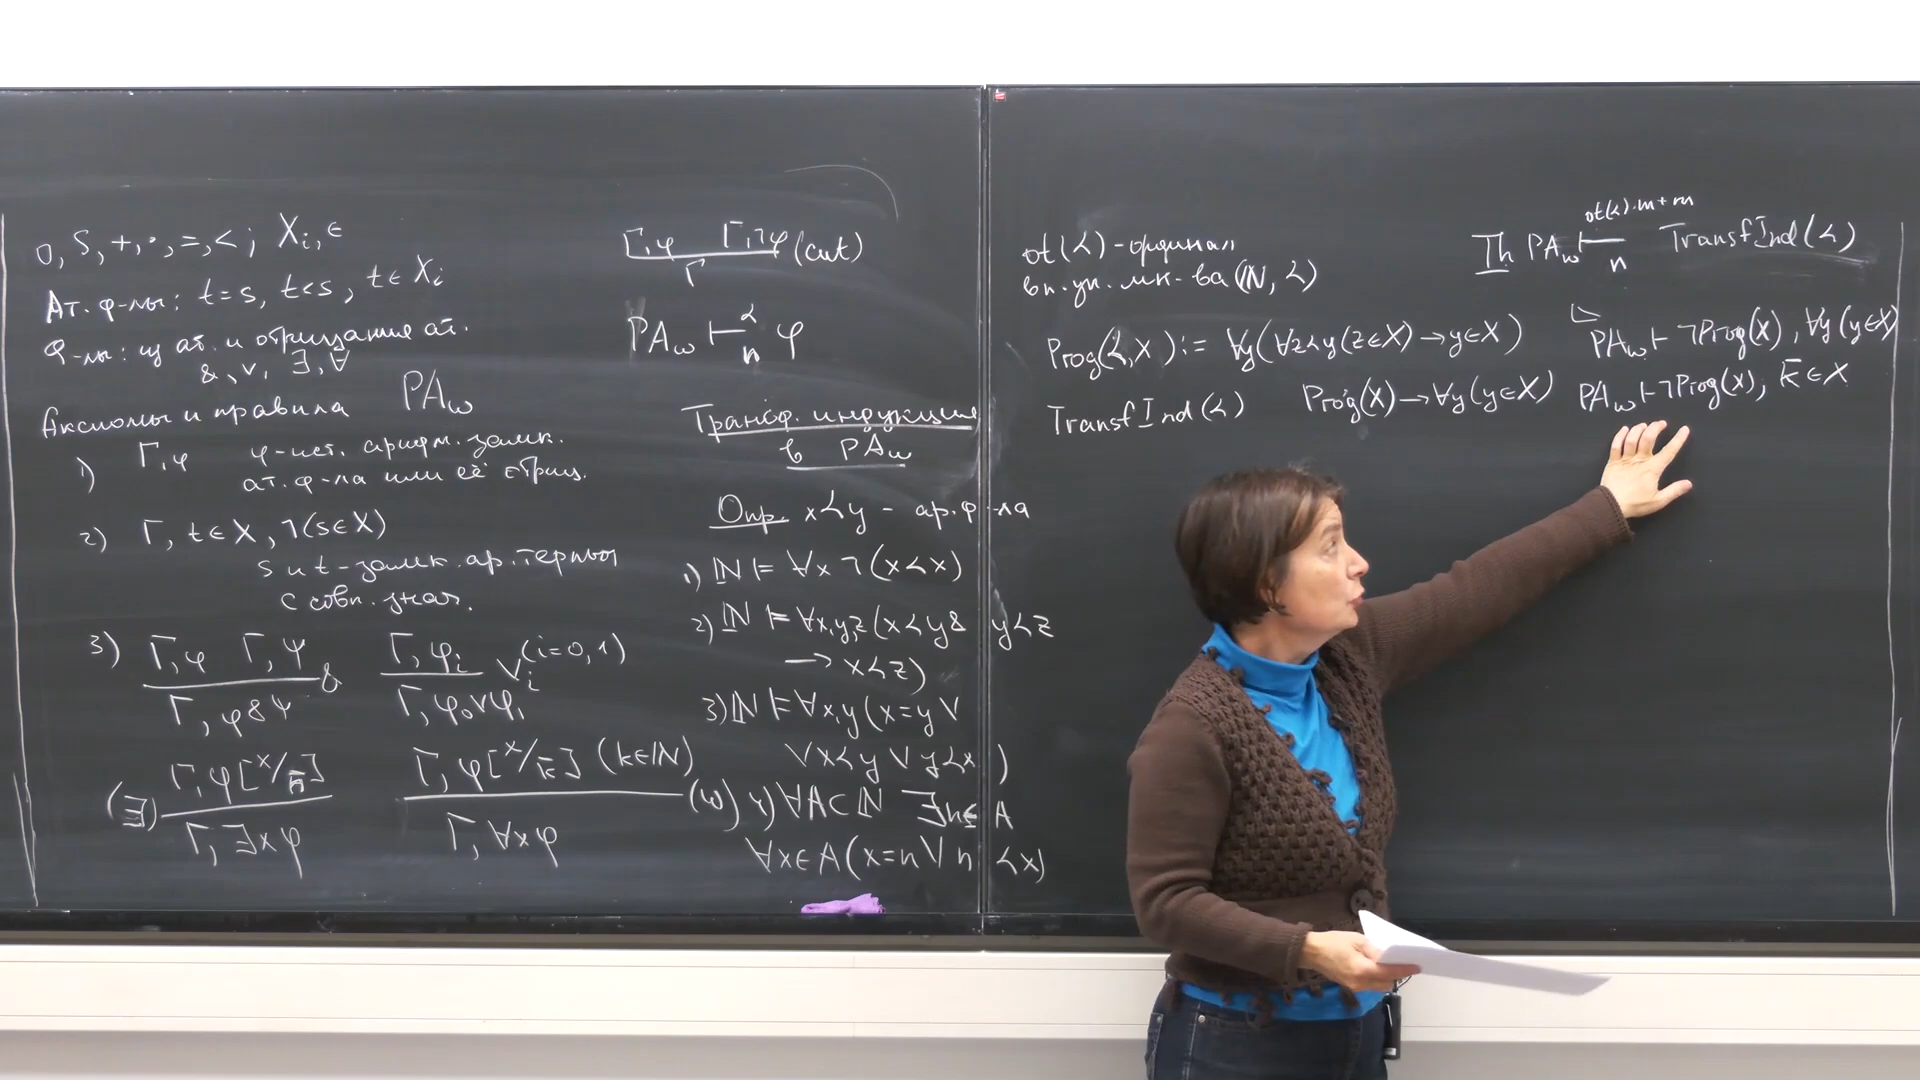 0, S, +, ·, =, <; Xᵢ, ∈
Ат. ф-лы: t=s, t<s, t∈Xᵢ
Ф-лы: из ат. и отрицание ат.
&, ∨, ∃, ∀
Аксиомы и правила PA_ω
1) Γ, φ φ-ист. арифм. замк.
ат. ф-ла или её отриц.
2) Γ, t∈X, ¬(s∈X)
s и t - замк. ар. термы
с совп. знач.
3) Γ, φ Γ, ψ / Γ, φ&ψ & Γ, φᵢ / Γ, φ₀∨φ₁ ∨ᵢ (i=0,1)
(∃) Γ, φ[x/n̄] / Γ, ∃xφ Γ, φ[x/k̄] (k∈ℕ) / Γ, ∀xφ (ω)
Γ, φ Γ, ¬φ / Γ (cut)
PA_ω ⊢^α_n φ
Трансф. индукция
в PA_ω
Опр. x≺y - ар. ф-ла
1) ℕ ⊨ ∀x ¬(x≺x)
2) ℕ ⊨ ∀x,y,z (x≺y & y≺z
→ x≺z)
3) ℕ ⊨ ∀x,y (x=y ∨
∨ x≺y ∨ y≺x)
4) ∀A⊂ℕ ∃n∈A
∀x∈A (x=n ∨ n≺x)
ot(≺) - ординал
вп. уп. мн-ва (ℕ, ≺)
Prog(≺, X) := ∀y(∀z≺y(z∈X) → y∈X)
TransfInd(≺) Prog(X) → ∀y(y∈X)
Th PA_ω ⊢^{ot(≺)·m+m}_n TransfInd(≺)
PA_ω ⊢ ¬Prog(X), ∀y(y∈X)
PA_ω ⊢ ¬Prog(X), k̄∈X